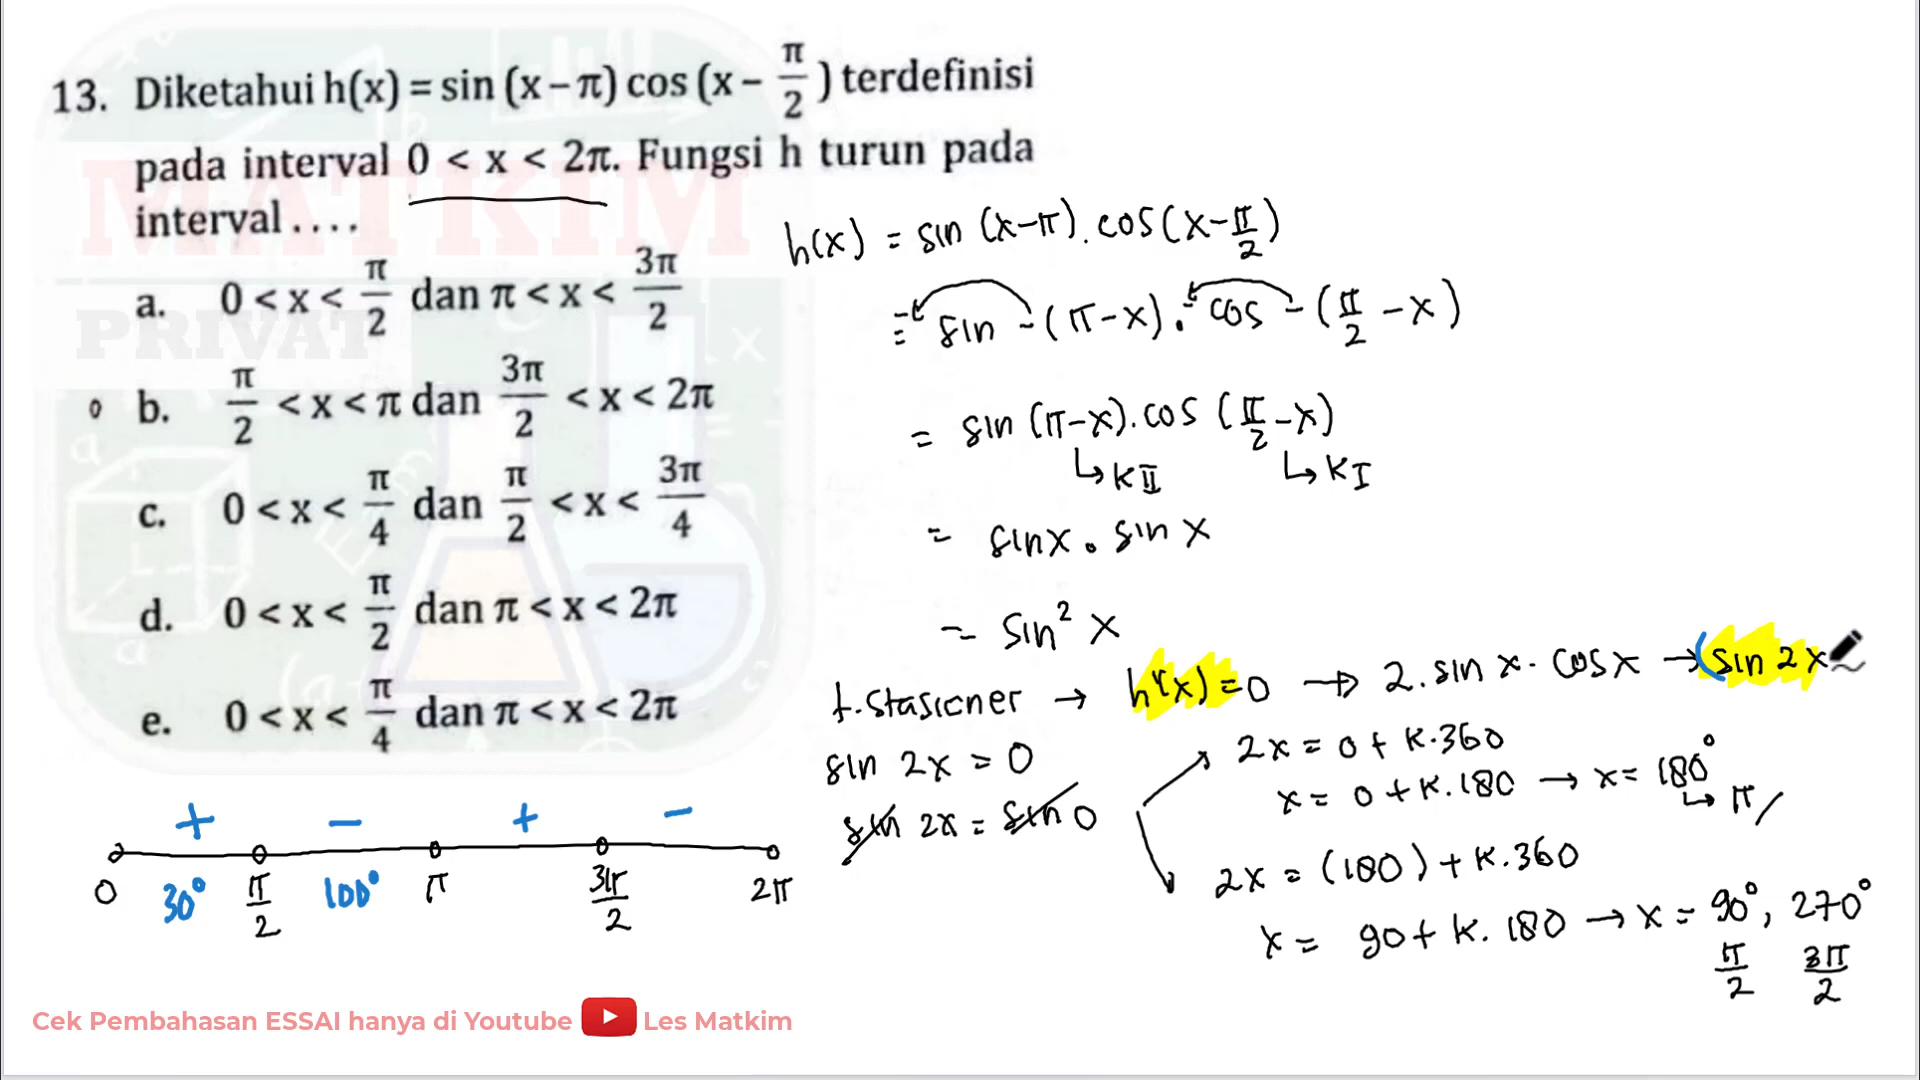 13. Diketahui h(x) = sin (x – π) cos (x – π/2) terdefinisi
pada interval 0 < x < 2π. Fungsi h turun pada
interval . . . .
a. 0 < x < π/2 dan π < x < 3π/2
b. π/2 < x < π dan 3π/2 < x < 2π
c. 0 < x < π/4 dan π/2 < x < 3π/4
d. 0 < x < π/2 dan π < x < 2π
e. 0 < x < π/4 dan π < x < 2π
MATKIM
PRIVAT
h(x) = sin (x–π). cos(x–π/2)
= - sin -(π–x). - cos -(π/2 –x)
= sin (π–x). cos (π/2–x)
↳ KII ↳ KI
= sinx . sin x
= sin² x
t. stasioner → h'(x) = 0 → 2. sin x. cos x → (sin 2x
sin 2x = 0
sin 2x = sin 0
2x = 0 + k.360
x = 0 + k.180 → x = 180°
↳ π/
2x = (180) + k.360
x = 90 + k. 180 → x = 90°, 270°
π/2 3π/2
+ – + –
0 30° π/2 100° π 3π/2 2π
Cek Pembahasan ESSAI hanya di Youtube Les Matkim